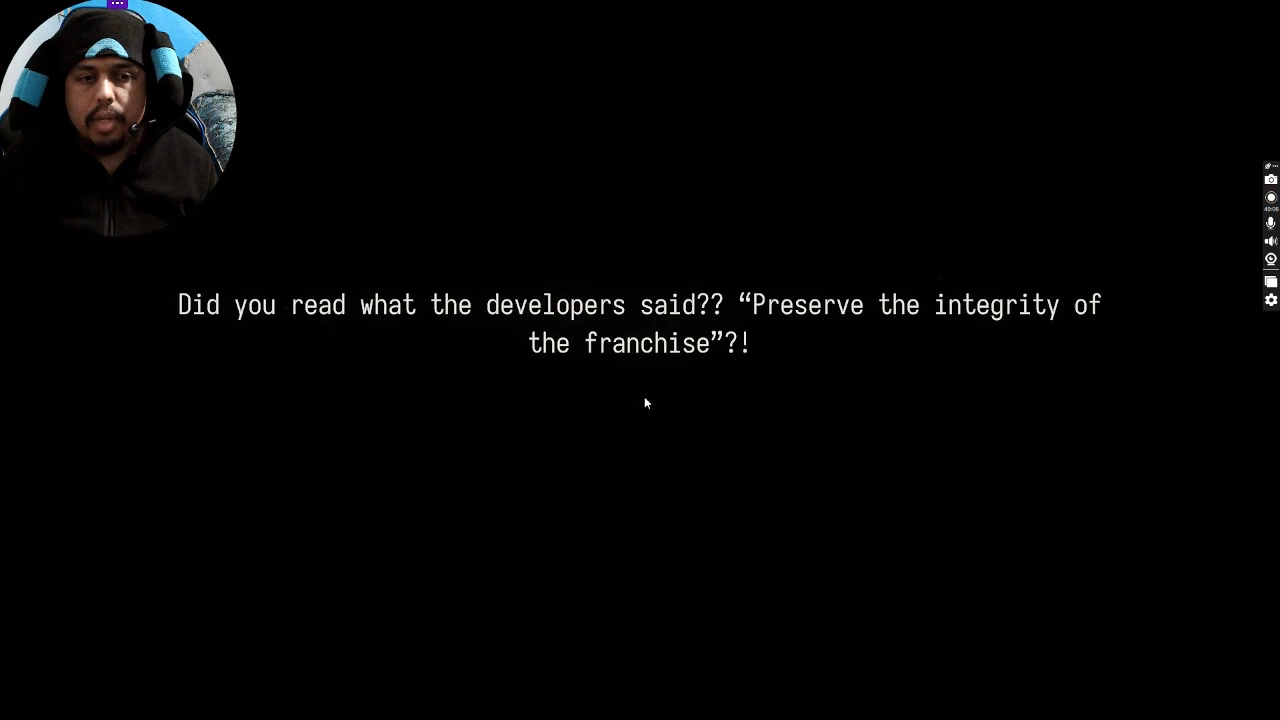 Did you read what the developers said?? “Preserve the integrity of
the franchise”?!